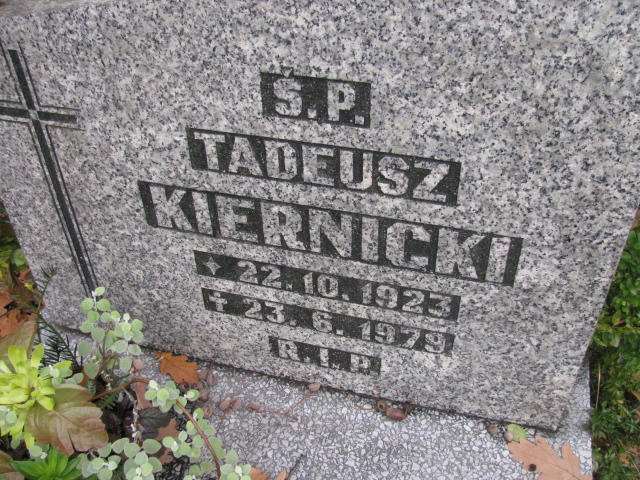 Ś.P.
TADEUSZ
KIERNICKI
22.10.1923
✝ 23.6.1979
R.I.P.